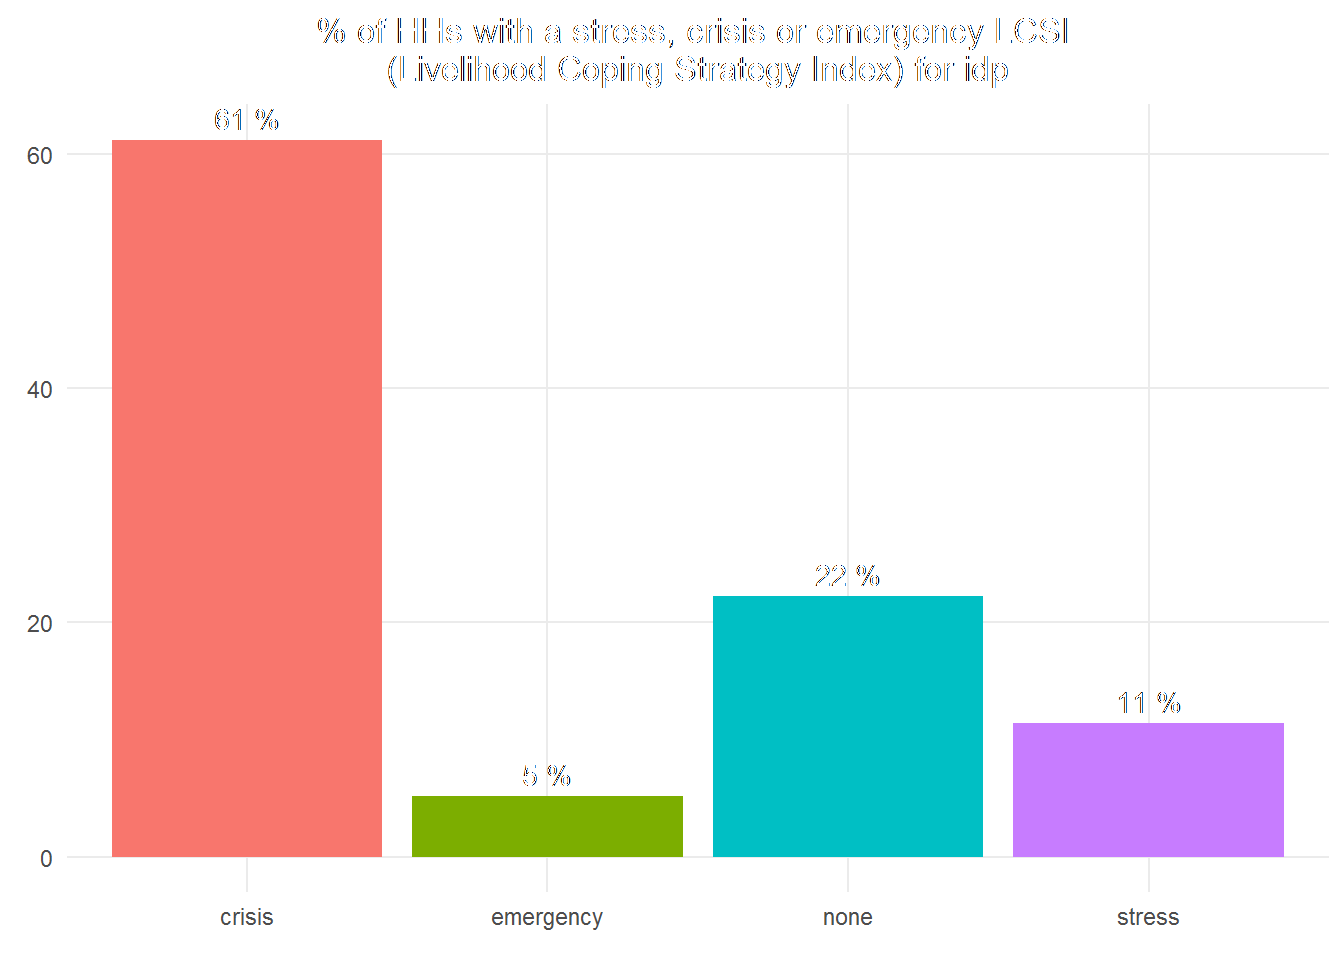 % of HHs with a stress, crisis or emergency LCSI
(Livelihood Coping Strategy Index) for idp
61 %
60
40
22 %
20
11 %
5 %
0
crisis
emergency
none
stress